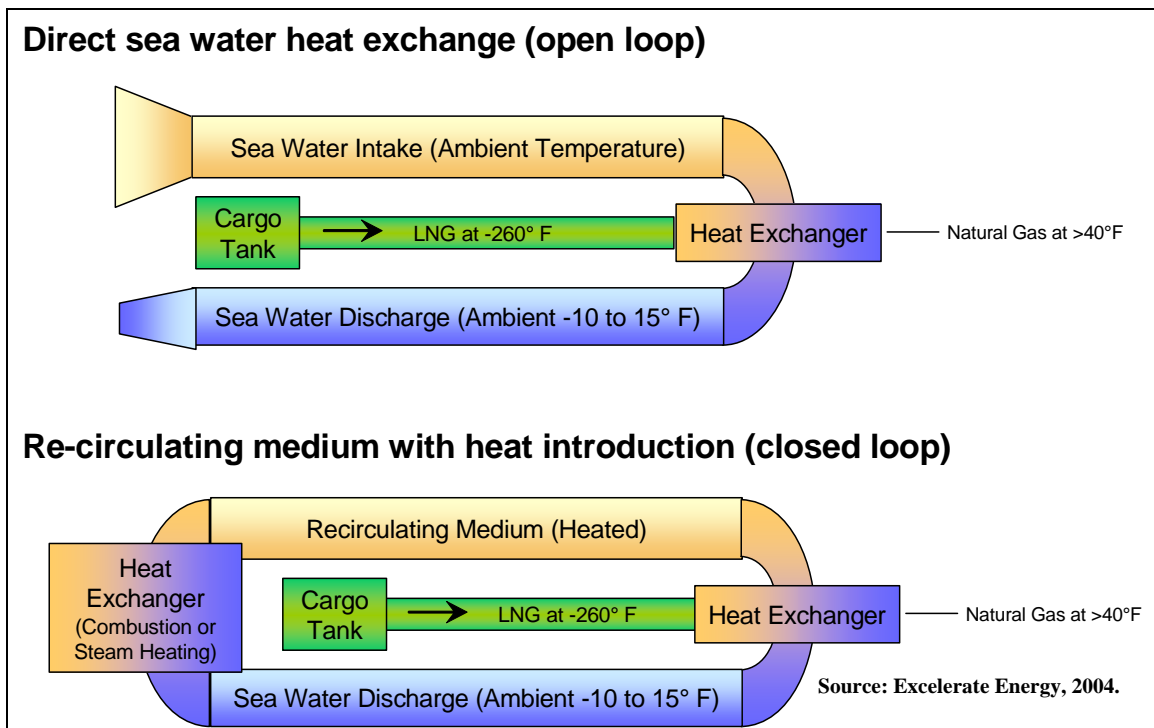 Direct sea water heat exchange (open loop)
Sea Water Intake (Ambient Temperature)
Cargo
Tank
LNG at -260° F
Heat Exchanger
Natural Gas at >40°F
Sea Water Discharge (Ambient -10 to 15° F)
Re-circulating medium with heat introduction (closed loop)
Recirculating Medium (Heated)
Heat
Exchanger
(Combustion or
Steam Heating)
Cargo
Tank
LNG at -260° F
Heat Exchanger
Natural Gas at >40°F
Sea Water Discharge (Ambient -10 to 15° F)
Source: Excelerate Energy, 2004.